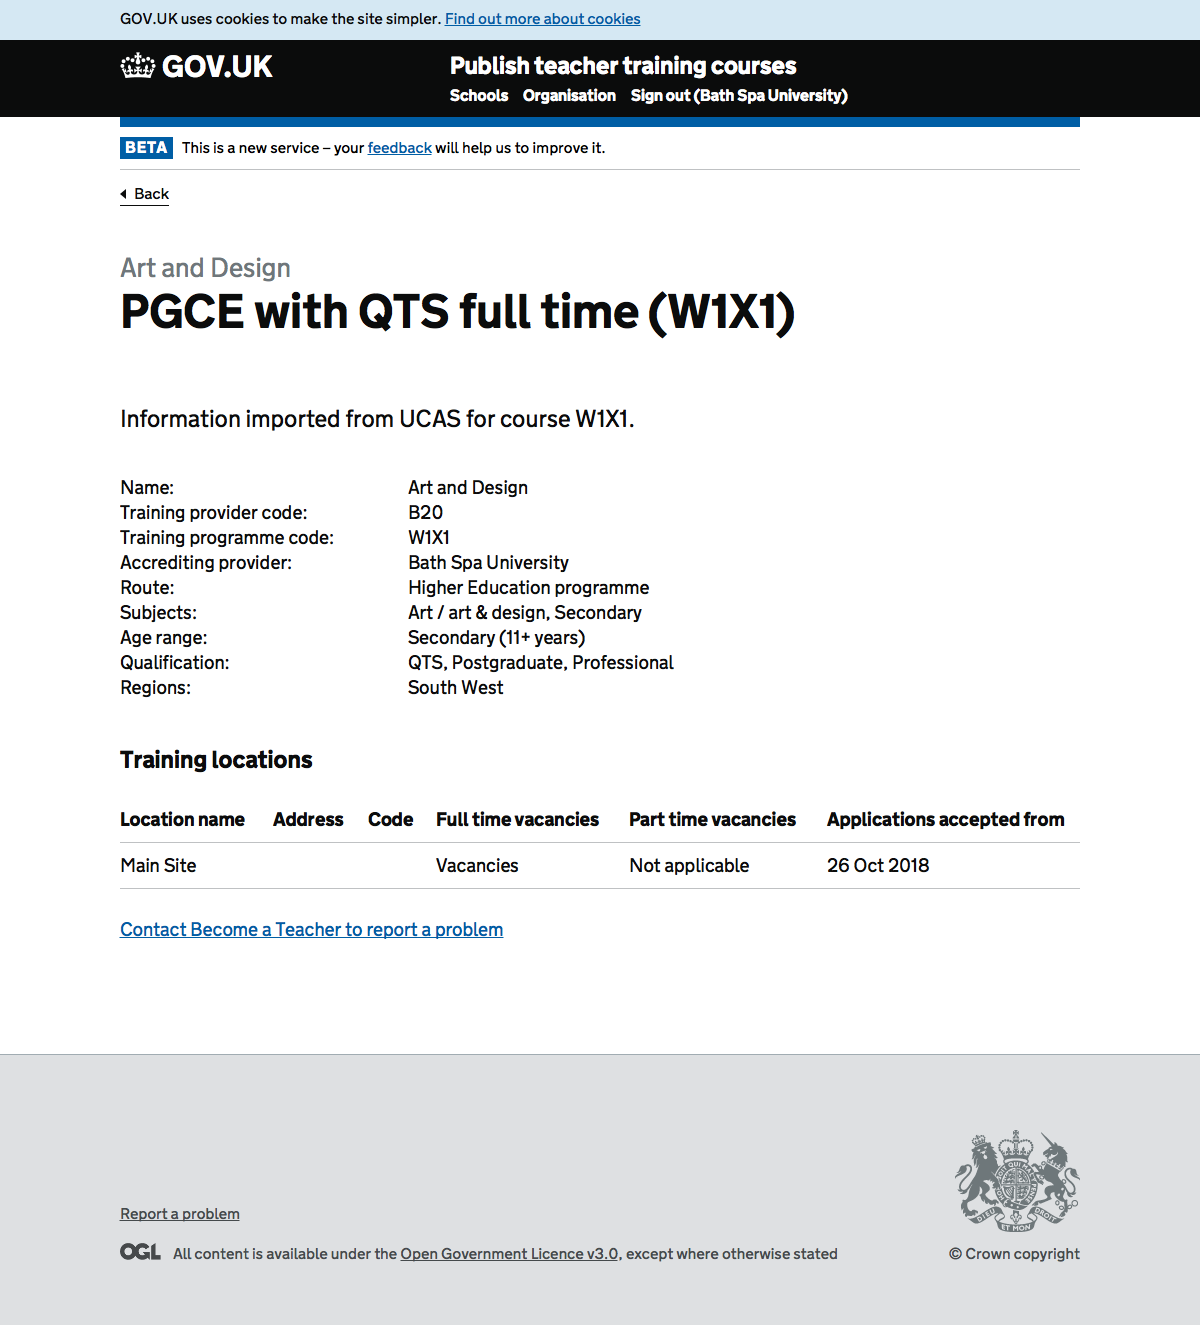 GOV.UK uses cookies to make the site simpler. Find out more about cookies
GOV.UK
Publish teacher training courses
Schools Organisation Sign out (Bath Spa University)
BETA This is a new service – your feedback will help us to improve it.
Back
Art and Design
PGCE with QTS full time (W1X1)
Information imported from UCAS for course W1X1.
Name: Art and Design
Training provider code: B20
Training programme code: W1X1
Accrediting provider: Bath Spa University
Route: Higher Education programme
Subjects: Art / art & design, Secondary
Age range: Secondary (11+ years)
Qualification: QTS, Postgraduate, Professional
Regions: South West
Training locations
Location name Address Code Full time vacancies Part time vacancies Applications accepted from
Main Site Vacancies Not applicable 26 Oct 2018
Contact Become a Teacher to report a problem
Report a problem
OGL All content is available under the Open Government Licence v3.0, except where otherwise stated
DIEU ET MON DROIT
© Crown copyright